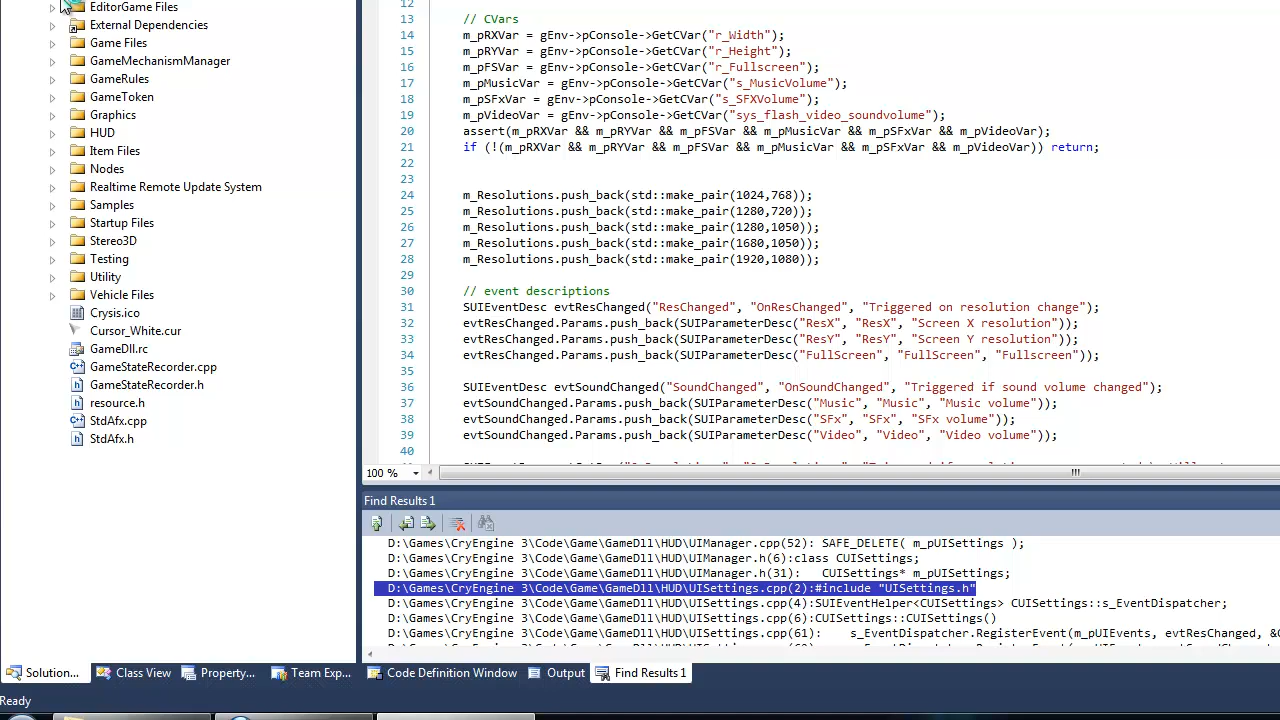 EditorGame Files
External Dependencies
Game Files
GameMechanismManager
GameRules
GameToken
Graphics
HUD
Item Files
Nodes
Realtime Remote Update System
Samples
Startup Files
Stereo3D
Testing
Utility
Vehicle Files
Crysis.ico
Cursor_White.cur
GameDll.rc
GameStateRecorder.cpp
GameStateRecorder.h
resource.h
StdAfx.cpp
StdAfx.h
12
13 // CVars
14 m_pRXVar = gEnv->pConsole->GetCVar("r_Width");
15 m_pRYVar = gEnv->pConsole->GetCVar("r_Height");
16 m_pFSVar = gEnv->pConsole->GetCVar("r_Fullscreen");
17 m_pMusicVar = gEnv->pConsole->GetCVar("s_MusicVolume");
18 m_pSFxVar = gEnv->pConsole->GetCVar("s_SFXVolume");
19 m_pVideoVar = gEnv->pConsole->GetCVar("sys_flash_video_soundvolume");
20 assert(m_pRXVar && m_pRYVar && m_pFSVar && m_pMusicVar && m_pSFxVar && m_pVideoVar);
21 if (!(m_pRXVar && m_pRYVar && m_pFSVar && m_pMusicVar && m_pSFxVar && m_pVideoVar)) return;
22
23
24 m_Resolutions.push_back(std::make_pair(1024,768));
25 m_Resolutions.push_back(std::make_pair(1280,720));
26 m_Resolutions.push_back(std::make_pair(1280,1050));
27 m_Resolutions.push_back(std::make_pair(1680,1050));
28 m_Resolutions.push_back(std::make_pair(1920,1080));
29
30 // event descriptions
31 SUIEventDesc evtResChanged("ResChanged", "OnResChanged", "Triggered on resolution change");
32 evtResChanged.Params.push_back(SUIParameterDesc("ResX", "ResX", "Screen X resolution"));
33 evtResChanged.Params.push_back(SUIParameterDesc("ResY", "ResY", "Screen Y resolution"));
34 evtResChanged.Params.push_back(SUIParameterDesc("FullScreen", "FullScreen", "Fullscreen"));
35
36 SUIEventDesc evtSoundChanged("SoundChanged", "OnSoundChanged", "Triggered if sound volume changed");
37 evtSoundChanged.Params.push_back(SUIParameterDesc("Music", "Music", "Music volume"));
38 evtSoundChanged.Params.push_back(SUIParameterDesc("SFx", "SFx", "SFx volume"));
39 evtSoundChanged.Params.push_back(SUIParameterDesc("Video", "Video", "Video volume"));
40
100 %
Find Results 1
D:\Games\CryEngine 3\Code\Game\GameDll\HUD\UIManager.cpp(52): SAFE_DELETE( m_pUISettings );
D:\Games\CryEngine 3\Code\Game\GameDll\HUD\UIManager.h(6):class CUISettings;
D:\Games\CryEngine 3\Code\Game\GameDll\HUD\UIManager.h(31): CUISettings* m_pUISettings;
D:\Games\CryEngine 3\Code\Game\GameDll\HUD\UISettings.cpp(2):#include "UISettings.h"
D:\Games\CryEngine 3\Code\Game\GameDll\HUD\UISettings.cpp(4):SUIEventHelper<CUISettings> CUISettings::s_EventDispatcher;
D:\Games\CryEngine 3\Code\Game\GameDll\HUD\UISettings.cpp(6):CUISettings::CUISettings()
D:\Games\CryEngine 3\Code\Game\GameDll\HUD\UISettings.cpp(61): s_EventDispatcher.RegisterEvent(m_pUIEvents, evtResChanged, &
Solution... Class View Property... Team Exp... Code Definition Window Output Find Results 1
Ready